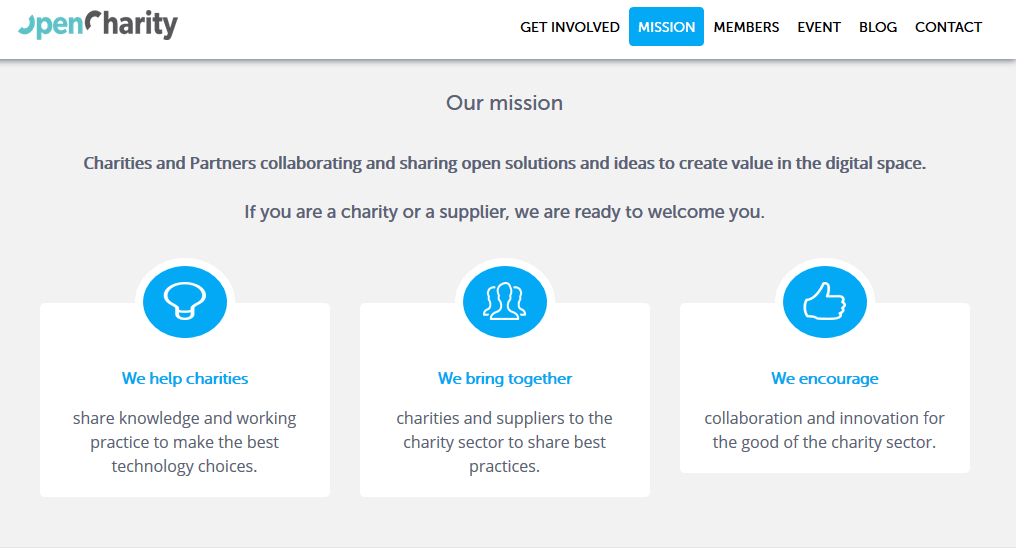 OpenCharity
GET INVOLVED MISSION MEMBERS EVENT BLOG CONTACT
Our mission
Charities and Partners collaborating and sharing open solutions and ideas to create value in the digital space.
If you are a charity or a supplier, we are ready to welcome you.
We help charities
share knowledge and working
practice to make the best
technology choices.
We bring together
charities and suppliers to the
charity sector to share best
practices.
We encourage
collaboration and innovation for
the good of the charity sector.